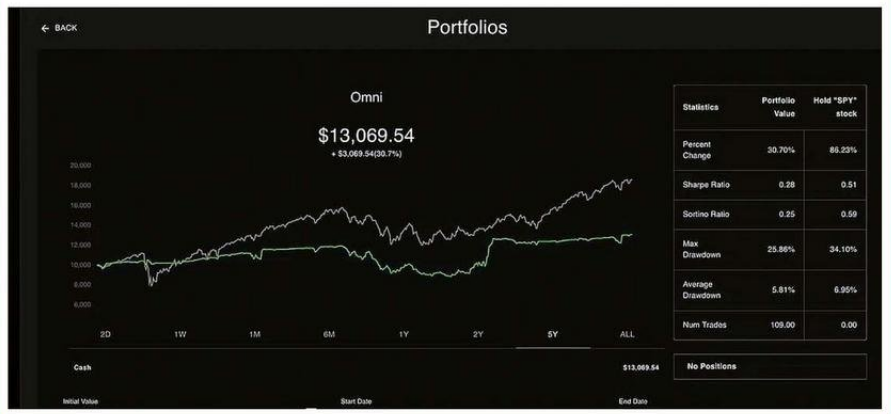 ← BACK
Portfolios
Omni
$13,069.54
+ $3,069.54(30.7%)
20,000
18,000
16,000
14,000
12,000
10,000
8,000
6,000
2D 1W 1M 6M 1Y 2Y 5Y ALL
Cash $13,069.54
Initial Value Start Date End Date
Statistics Portfolio Value Hold "SPY" stock
Percent Change 30.70% 86.23%
Sharpe Ratio 0.28 0.51
Sortino Ratio 0.25 0.59
Max Drawdown 25.86% 34.10%
Average Drawdown 5.81% 6.95%
Num Trades 109.00 0.00
No Positions